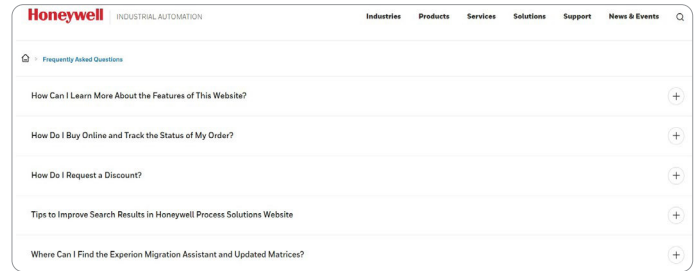 Honeywell INDUSTRIAL AUTOMATION Industries Products Services Solutions Support News & Events
Frequently Asked Questions
How Can I Learn More About the Features of This Website?
How Do I Buy Online and Track the Status of My Order?
How Do I Request a Discount?
Tips to Improve Search Results in Honeywell Process Solutions Website
Where Can I Find the Experion Migration Assistant and Updated Matrices?